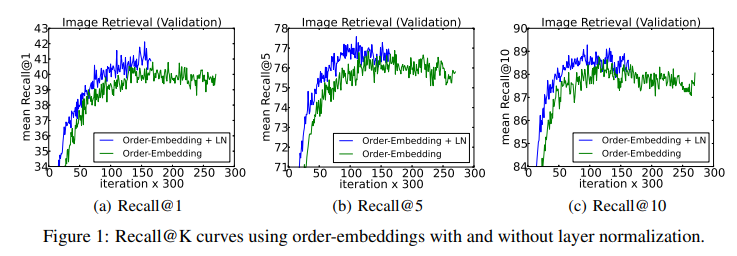 Image Retrieval (Validation)
43
42
41
40
39
38
37
36
35
34
mean Recall@1
0 50 100 150 200 250 300
iteration x 300
Order-Embedding + LN
Order-Embedding
(a) Recall@1
Image Retrieval (Validation)
78
77
76
75
74
73
72
71
mean Recall@5
0 50 100 150 200 250 300
iteration x 300
Order-Embedding + LN
Order-Embedding
(b) Recall@5
Image Retrieval (Validation)
90
89
88
87
86
85
84
mean Recall@10
0 50 100 150 200 250 300
iteration x 300
Order-Embedding + LN
Order-Embedding
(c) Recall@10
Figure 1: Recall@K curves using order-embeddings with and without layer normalization.